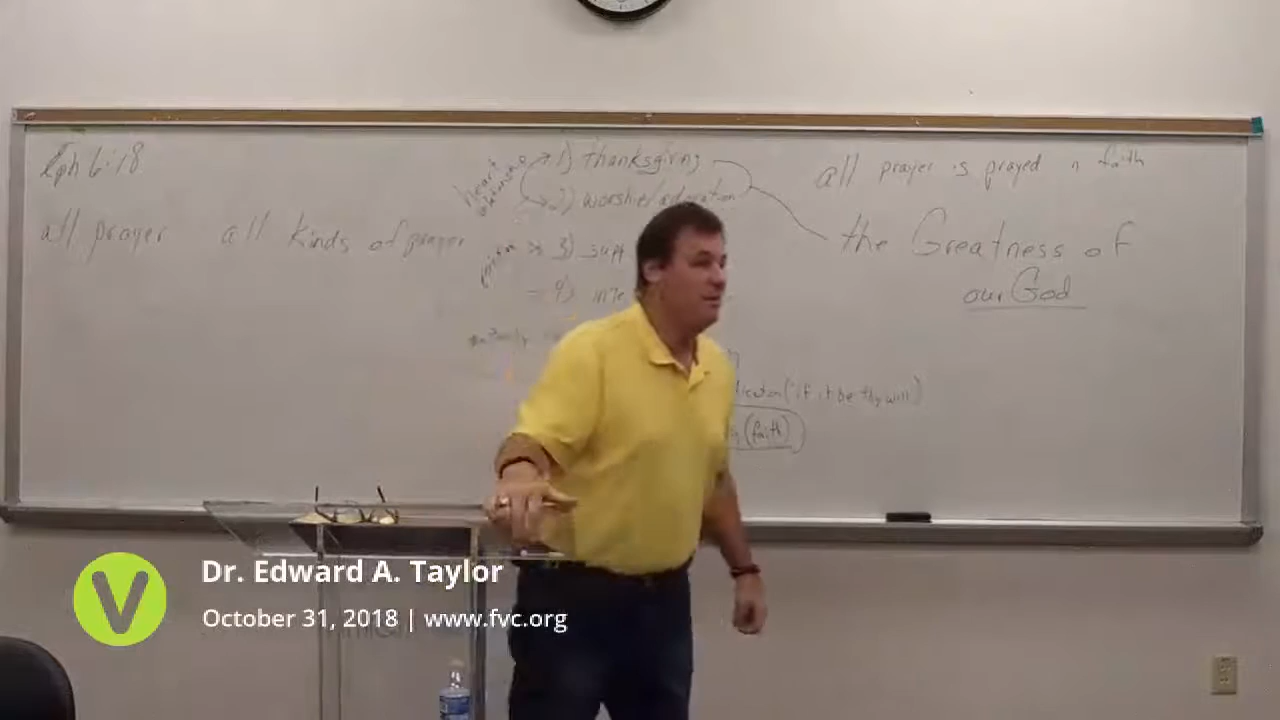 Eph 6:18
all prayer all kinds of prayer
heart
1) thanksgiving
2) worship/adoration
3) supp
4) inte
all prayer is prayed in faith
the Greatness of
our God
("if it be thy will)
(faith)
V
Dr. Edward A. Taylor
October 31, 2018 | www.fvc.org